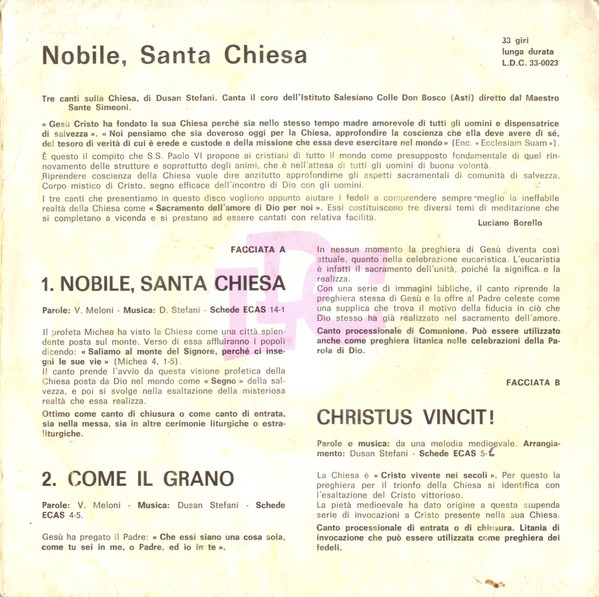 Nobile, Santa Chiesa
33 giri
lunga durata
L.D.C. 33-0023
Tre canti sulla Chiesa, di Dusan Stefani. Canta il coro dell'Istituto Salesiano Colle Don Bosco (Asti) diretto dal Maestro
Sante Simeoni.
« Gesù Cristo ha fondato la sua Chiesa perché sia nello stesso tempo madre amorevole di tutti gli uomini e dispensatrice
di salvezza ». « Noi pensiamo che sia doveroso oggi per la Chiesa, approfondire la coscienza che ella deve avere di sé,
del tesoro di verità di cui è erede e custode e della missione che essa deve esercitare nel mondo » (Enc. « Ecclesiam Suam »).
È questo il compito che S.S. Paolo VI propone ai cristiani di tutto il mondo come presupposto fondamentale di quel rin-
novamento delle strutture e soprattutto degli animi, che è nell'attesa di tutti gli uomini di buona volontà.
Riprendere coscienza della Chiesa vuole dire anzitutto approfondirne gli aspetti sacramentali di comunità di salvezza,
Corpo mistico di Cristo, segno efficace dell'incontro di Dio con gli uomini.
I tre canti che presentiamo in questo disco vogliono appunto aiutare i fedeli a comprendere sempre meglio la ineffabile
realtà della Chiesa come « Sacramento dell'amore di Dio per noi ». Essi costituiscono tre diversi temi di meditazione che
si completano a vicenda e si prestano ad essere cantati con relativa facilità.
Luciano Borello
FACCIATA A
1. NOBILE, SANTA CHIESA
Parole: V. Meloni - Musica: D. Stefani - Schede ECAS 14-1
Il profeta Michea ha visto la Chiesa come una città splen-
dente posta sul monte. Verso di essa affluiranno i popoli
dicendo: « Saliamo al monte del Signore, perché ci inse-
gni le sue vie » (Michea 4, 1-5).
Il canto prende l'avvio da questa visione profetica della
Chiesa posta da Dio nel mondo come « Segno » della sal-
vezza, e poi si svolge nella esaltazione della misteriosa
realtà che essa realizza.
Ottimo come canto di chiusura o come canto di entrata,
sia nella messa, sia in altre cerimonie liturgiche o estra-
liturgiche.
2. COME IL GRANO
Parole: V. Meloni - Musica: Dusan Stefani - Schede
ECAS 4-5.
Gesù ha pregato il Padre: « Che essi siano una cosa sola,
come tu sei in me, o Padre, ed io in te ».
In nessun momento la preghiera di Gesù diventa così
attuale, quanto nella celebrazione eucaristica. L'eucaristia
è infatti il sacramento dell'unità, poiché la significa e la
realizza.
Con una serie di immagini bibliche, il canto riprende la
preghiera stessa di Gesù e la offre al Padre celeste come
una supplica che trova il motivo della fiducia in ciò che
Dio stesso ha già realizzato nel sacramento dell'amore.
Canto processionale di Comunione. Può essere utilizzato
anche come preghiera litanica nelle celebrazioni della Pa-
rola di Dio.
FACCIATA B
CHRISTUS VINCIT!
Parole e musica: da una melodia medioevale. Arrangia-
mento: Dusan Stefani - Schede ECAS 5-
La Chiesa è « Cristo vivente nei secoli ». Per questo la
preghiera per il trionfo della Chiesa si identifica con
l'esaltazione del Cristo vittorioso.
La pietà medioevale ha dato origine a questa stupenda
serie di invocazioni a Cristo presente nella sua Chiesa.
Canto processionale di entrata o di chiusura. Litania di
invocazione che può essere utilizzata come preghiera dei
fedeli.